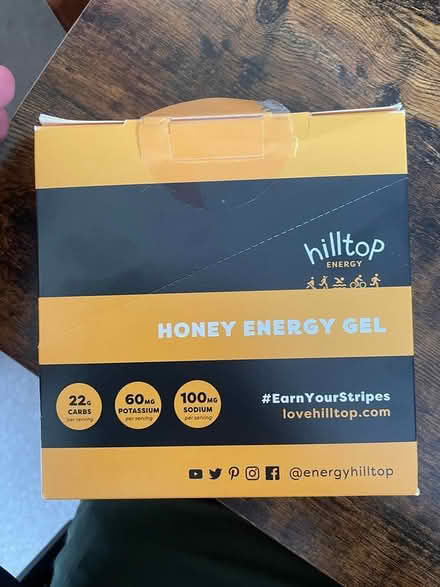 hilltop
ENERGY
HONEY ENERGY GEL
22G
CARBS
per serving
60MG
POTASSIUM
per serving
100MG
SODIUM
per serving
#EarnYourStripes
lovehilltop.com
@energyhilltop